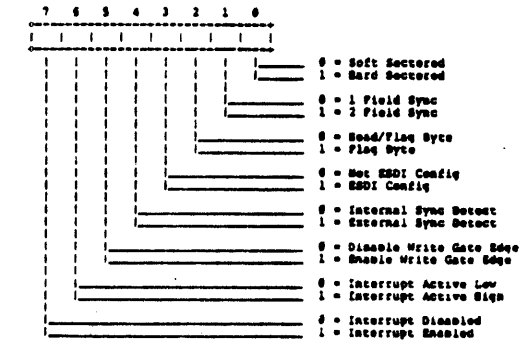 7 6 5 4 3 2 1 0
0 = Soft Sectored
1 = Hard Sectored
0 = 1 Field Sync
1 = 2 Field Sync
0 = Head/Flag Byte
1 = Flag Byte
0 = Not ESDI Config
1 = ESDI Config
0 = Internal Sync Detect
1 = External Sync Detect
0 = Disable Write Gate Edge
1 = Enable Write Gate Edge
0 = Interrupt Active Low
1 = Interrupt Active High
0 = Interrupt Disabled
1 = Interrupt Enabled